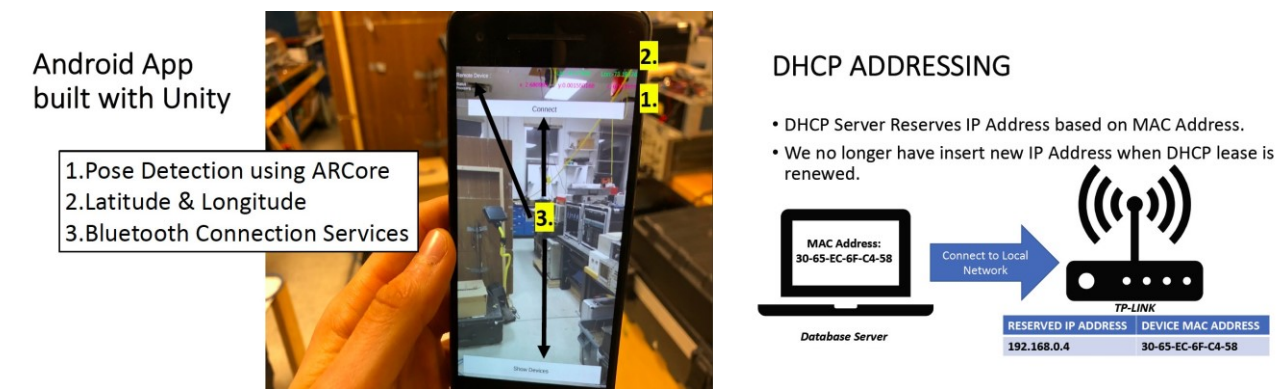 Android App
built with Unity
1.Pose Detection using ARCore
2.Latitude & Longitude
3.Bluetooth Connection Services
2.
1.
Remote Device
Connect
3.
Show Devices
DHCP ADDRESSING
• DHCP Server Reserves IP Address based on MAC Address.
• We no longer have insert new IP Address when DHCP lease is
renewed.
MAC Address:
30-65-EC-6F-C4-58
Connect to Local
Network
Database Server
TP-LINK
RESERVED IP ADDRESS DEVICE MAC ADDRESS
192.168.0.4 30-65-EC-6F-C4-58